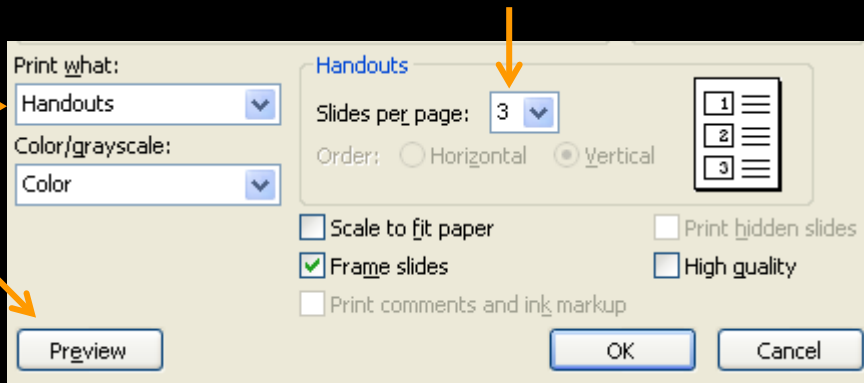 Print what:
Handouts
Color/grayscale:
Color
Handouts
Slides per page: 3
Order: Horizontal Vertical
1
2
3
Scale to fit paper
Print hidden slides
Frame slides
High quality
Print comments and ink markup
Preview
OK
Cancel